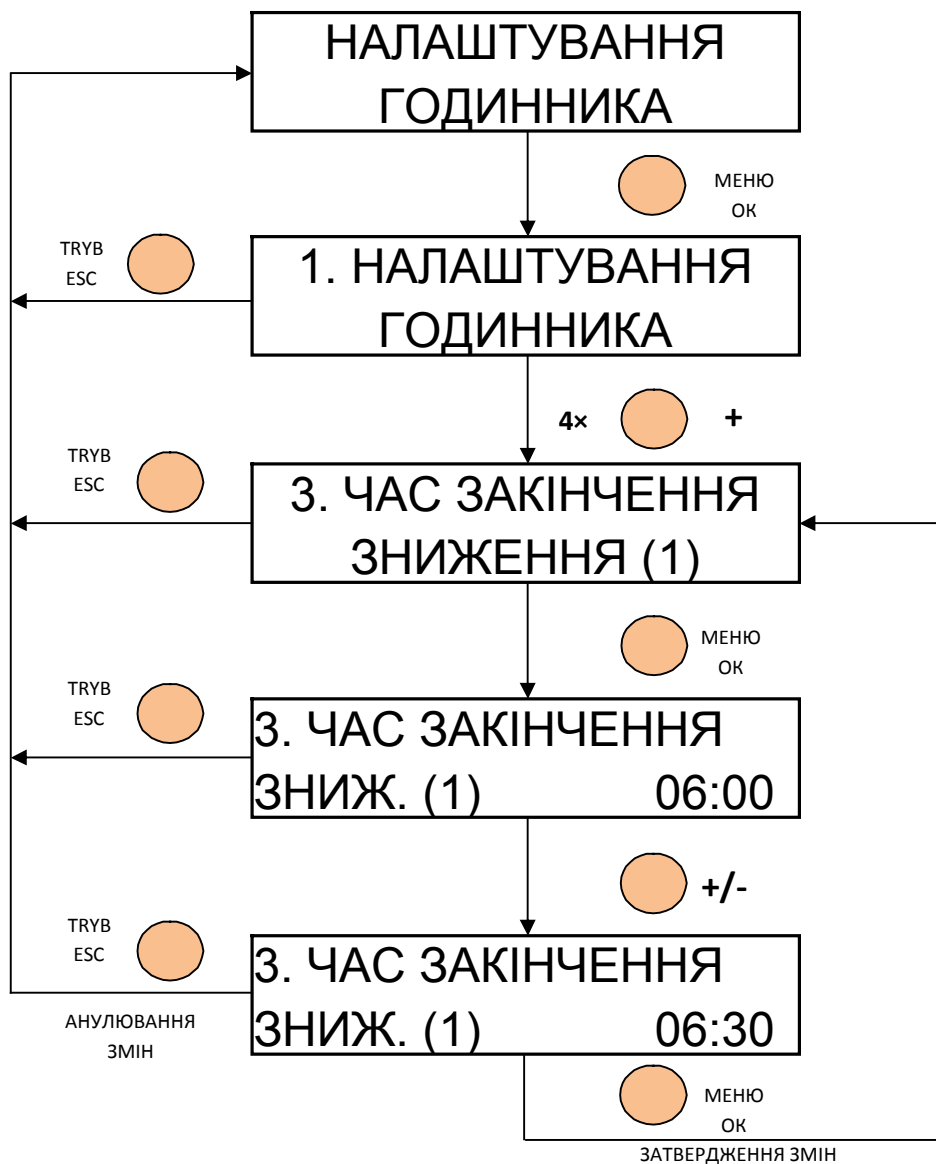 НАЛАШТУВАННЯ
ГОДИННИКА
МЕНЮ
ОК
TRYB
ESC
1. НАЛАШТУВАННЯ
ГОДИННИКА
4× +
TRYB
ESC
3. ЧАС ЗАКІНЧЕННЯ
ЗНИЖЕННЯ (1)
МЕНЮ
ОК
TRYB
ESC
3. ЧАС ЗАКІНЧЕННЯ
ЗНИЖ. (1) 06:00
+/-
TRYB
ESC
3. ЧАС ЗАКІНЧЕННЯ
ЗНИЖ. (1) 06:30
АНУЛЮВАННЯ
ЗМІН
МЕНЮ
ОК
ЗАТВЕРДЖЕННЯ ЗМІН